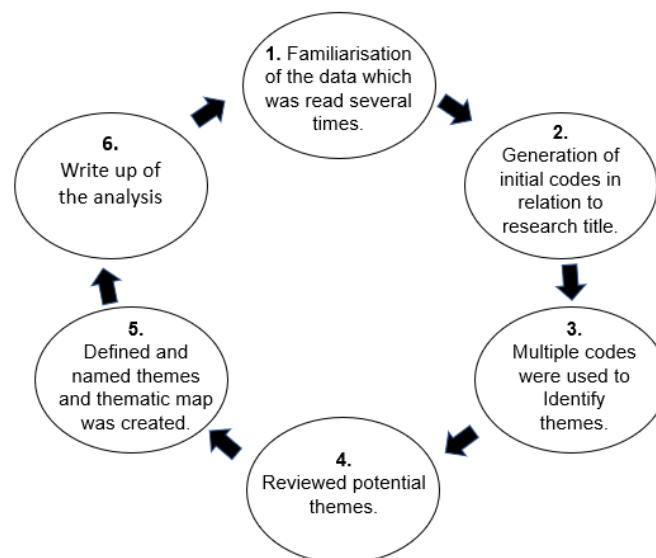 1. Familiarisation
of the data which
was read several
times.
2.
Generation of
initial codes in
relation to
research title.
3.
Multiple codes
were used to
Identify
themes.
4.
Reviewed potential
themes.
5.
Defined and
named themes
and thematic map
was created.
6.
Write up of
the analysis